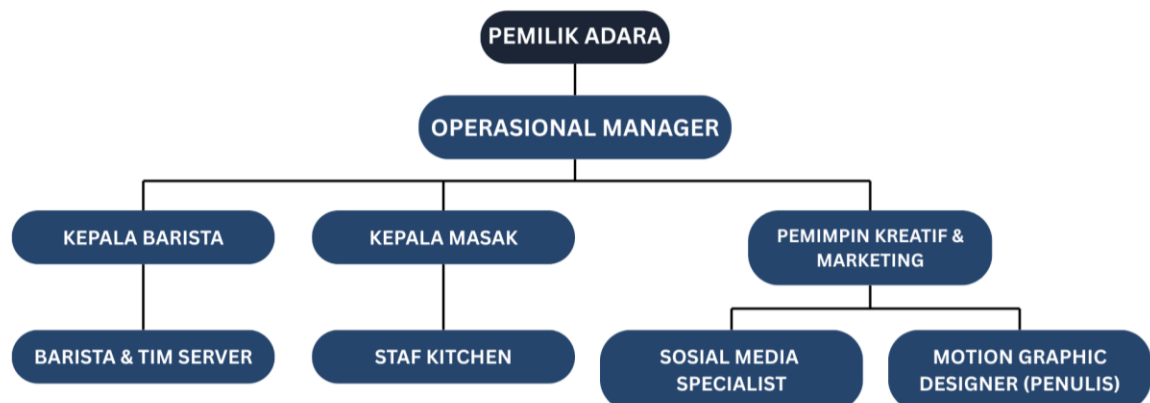 PEMILIK ADARA
OPERASIONAL MANAGER
KEPALA BARISTA
KEPALA MASAK
PEMIMPIN KREATIF &
MARKETING
BARISTA & TIM SERVER
STAF KITCHEN
SOSIAL MEDIA
SPECIALIST
MOTION GRAPHIC
DESIGNER (PENULIS)